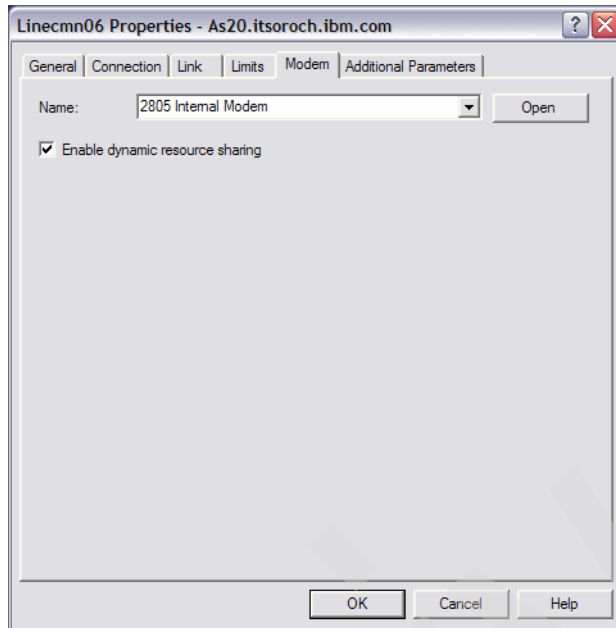 Linecmn06 Properties - As20.itsoroch.ibm.com
General Connection Link Limits Modem Additional Parameters
Name: 2805 Internal Modem Open
Enable dynamic resource sharing
OK Cancel Help